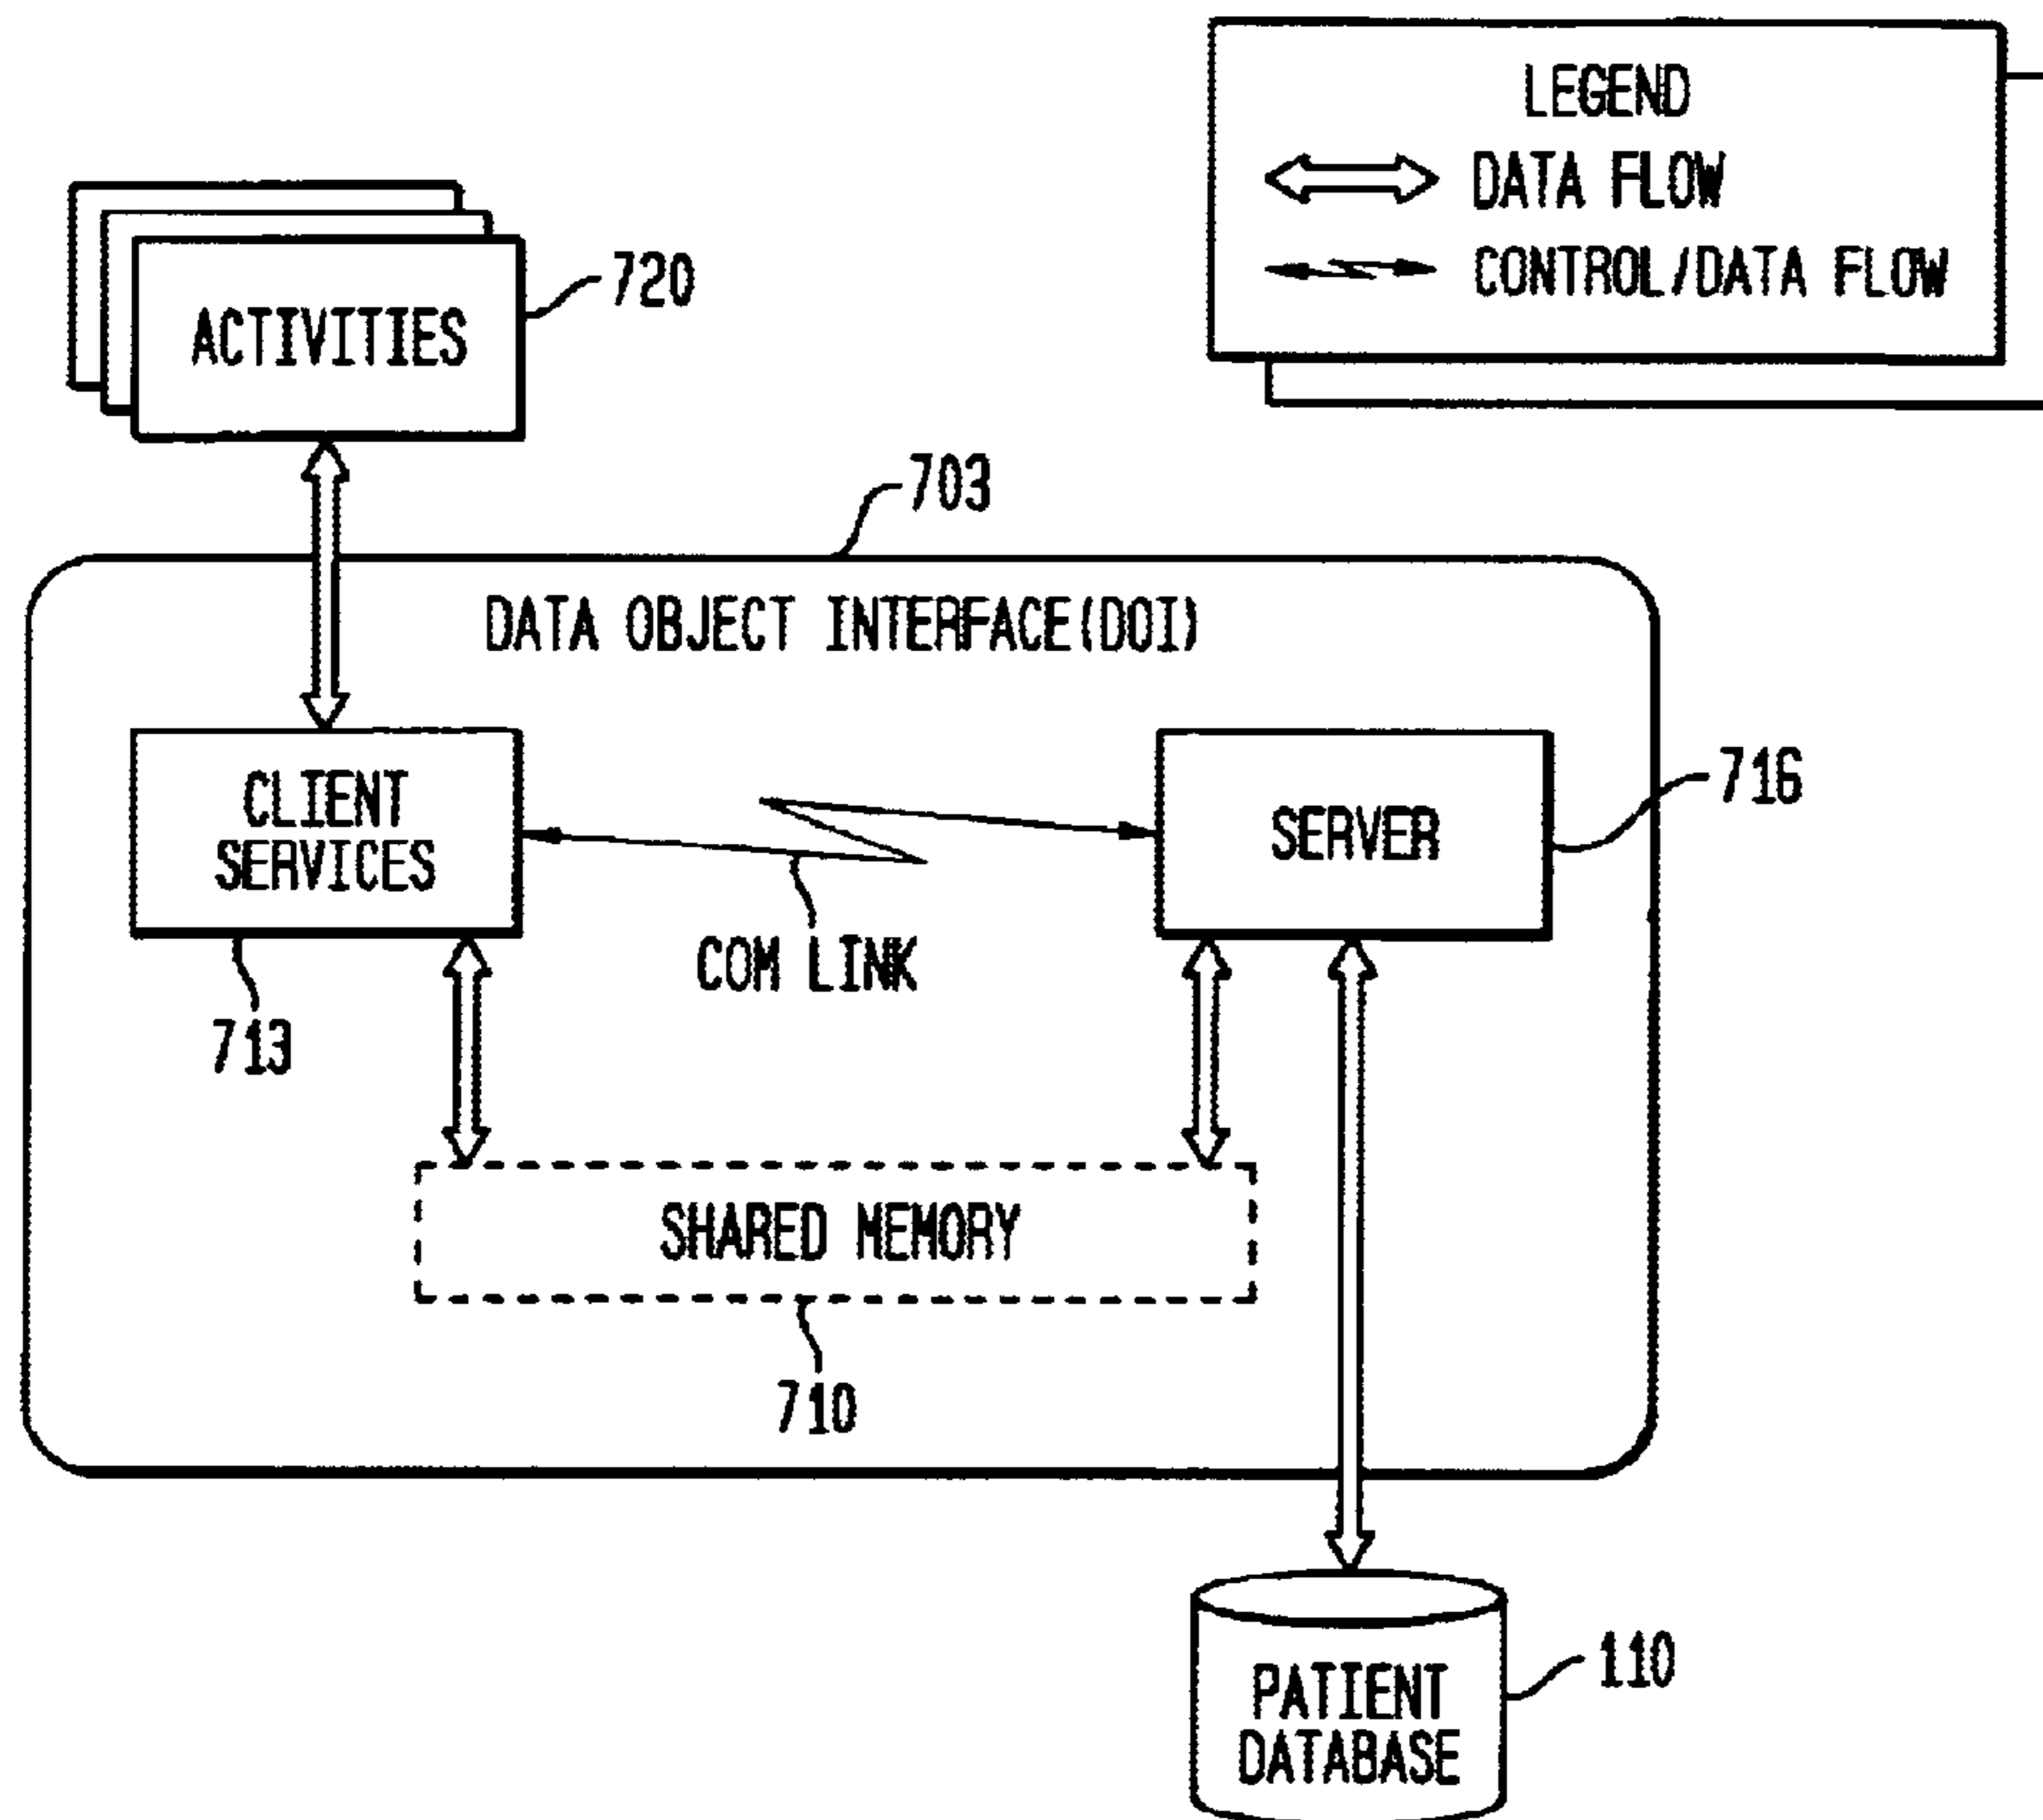 LEGEND
DATA FLOW
CONTROL/DATA FLOW
ACTIVITIES
720
703
DATA OBJECT INTERFACE(DOI)
CLIENT
SERVICES
SERVER
716
COM LINK
713
SHARED MEMORY
710
PATIENT
DATABASE
110